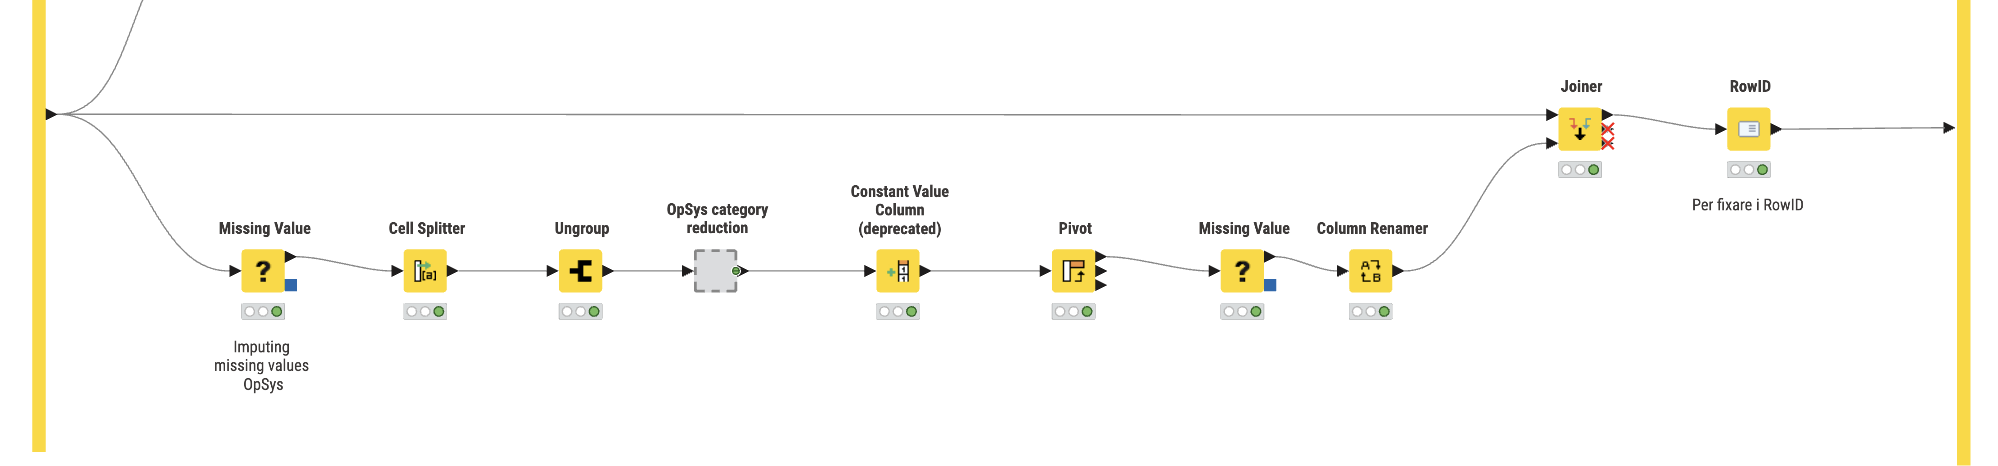 Joiner
RowID
Per fixare i RowID
Missing Value
Imputing
missing values
OpSys
Cell Splitter
Ungroup
OpSys category
reduction
Constant Value
Column
(deprecated)
Pivot
Missing Value
Column Renamer